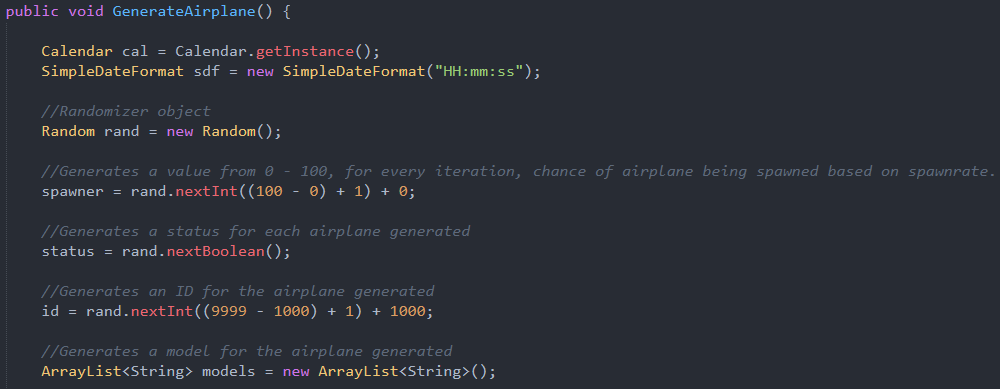 public void GenerateAirplane() {
Calendar cal = Calendar.getInstance();
SimpleDateFormat sdf = new SimpleDateFormat("HH:mm:ss");
//Randomizer object
Random rand = new Random();
//Generates a value from 0 - 100, for every iteration, chance of airplane being spawned based on spawnrate.
spawner = rand.nextInt((100 - 0) + 1) + 0;
//Generates a status for each airplane generated
status = rand.nextBoolean();
//Generates an ID for the airplane generated
id = rand.nextInt((9999 - 1000) + 1) + 1000;
//Generates a model for the airplane generated
ArrayList<String> models = new ArrayList<String>();